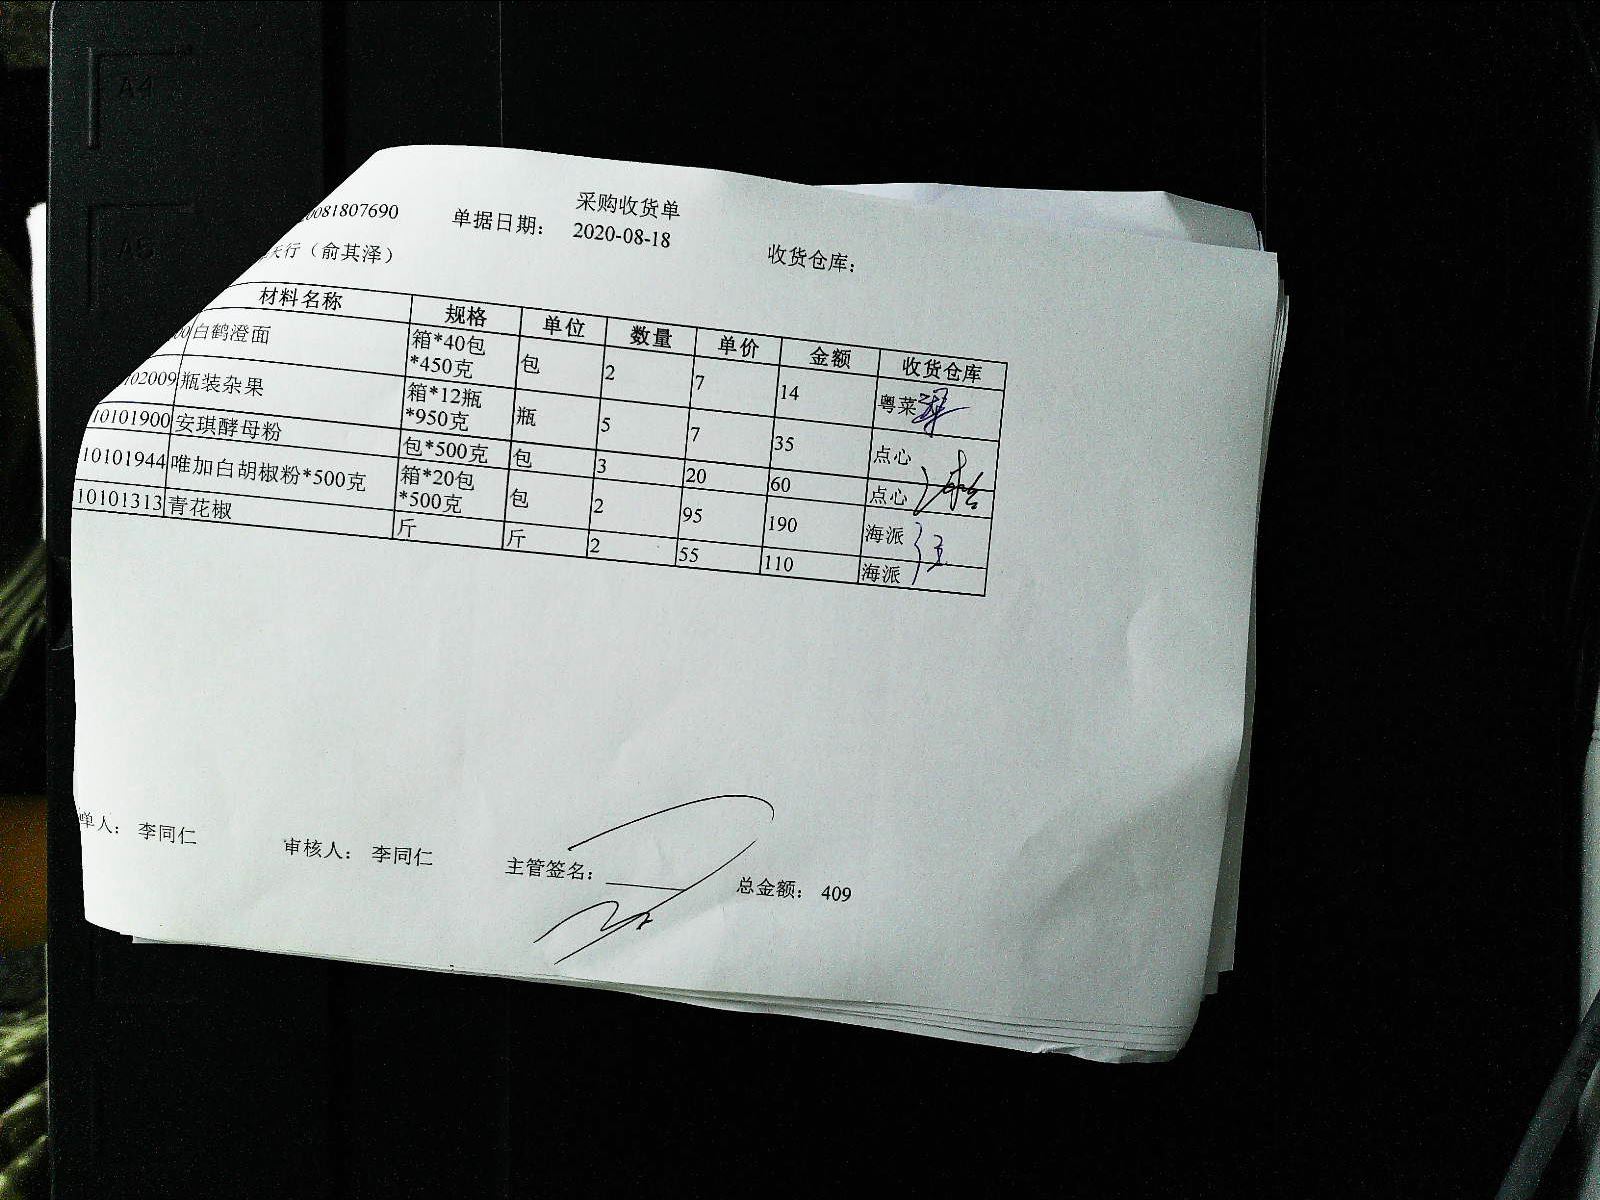 采购收货单
0081807690 单据日期： 2020-08-18 收货仓库：
天行（俞其泽）
材料名称 规格 单位 数量 单价 金额 收货仓库
白鹤澄面 箱*40包*450克 包 2 7 14 粤菜
102009 瓶装杂果 箱*12瓶*950克 瓶 5 7 35 点心
10101900 安琪酵母粉 包*500克 包 3 20 60 点心
10101944 唯加白胡椒粉*500克 箱*20包*500克 包 2 95 190 海派
10101313 青花椒 斤 斤 2 55 110 海派
单人： 李同仁 审核人： 李同仁 主管签名： 总金额： 409
A4
A5